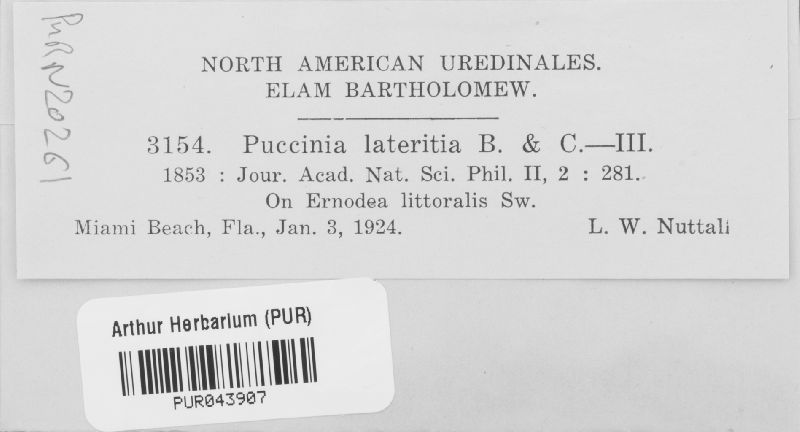 PUR N20261
NORTH AMERICAN UREDINALES.
ELAM BARTHOLOMEW.
3154. Puccinia lateritia B. & C.—III.
1853 : Jour. Acad. Nat. Sci. Phil. II, 2 : 281.
On Ernodea littoralis Sw.
Miami Beach, Fla., Jan. 3, 1924. L. W. Nuttall
Arthur Herbarium (PUR)
PUR043907